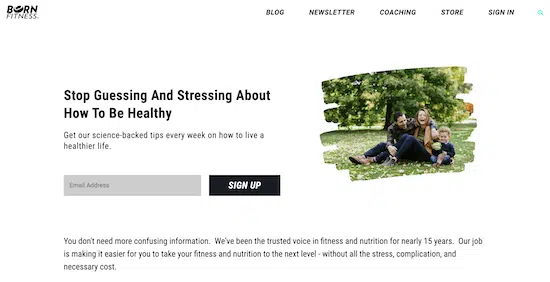 BORN
FITNESS.
BLOG NEWSLETTER COACHING STORE SIGN IN
Stop Guessing And Stressing About
How To Be Healthy
Get our science-backed tips every week on how to live a
healthier life.
Email Address
SIGN UP
You don't need more confusing information. We've been the trusted voice in fitness and nutrition for nearly 15 years. Our job
is making it easier for you to take your fitness and nutrition to the next level - without all the stress, complication, and
necessary cost.